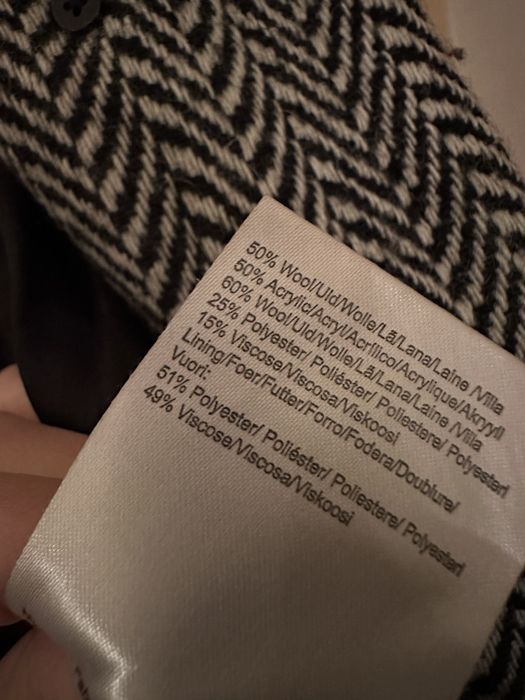 50% Wool/Uld/Wolle/Lã/Lana/Laine /Villa
50% Acrylic/Acryl/Acrílico/Acrylique/Akryyli
60% Wool/Uld/Wolle/Lã/Lana/Laine /Villa
25% Polyester/ Poliéster/ Poliestere/ Polyesteri
15% Viscose/Viscosa/Viskoosi
Lining/Foer/Futter/Forro/Fodera/Doublure/
Vuori:
51% Polyester/ Poliéster/ Poliestere/ Polyesteri
49% Viscose/Viscosa/Viskoosi